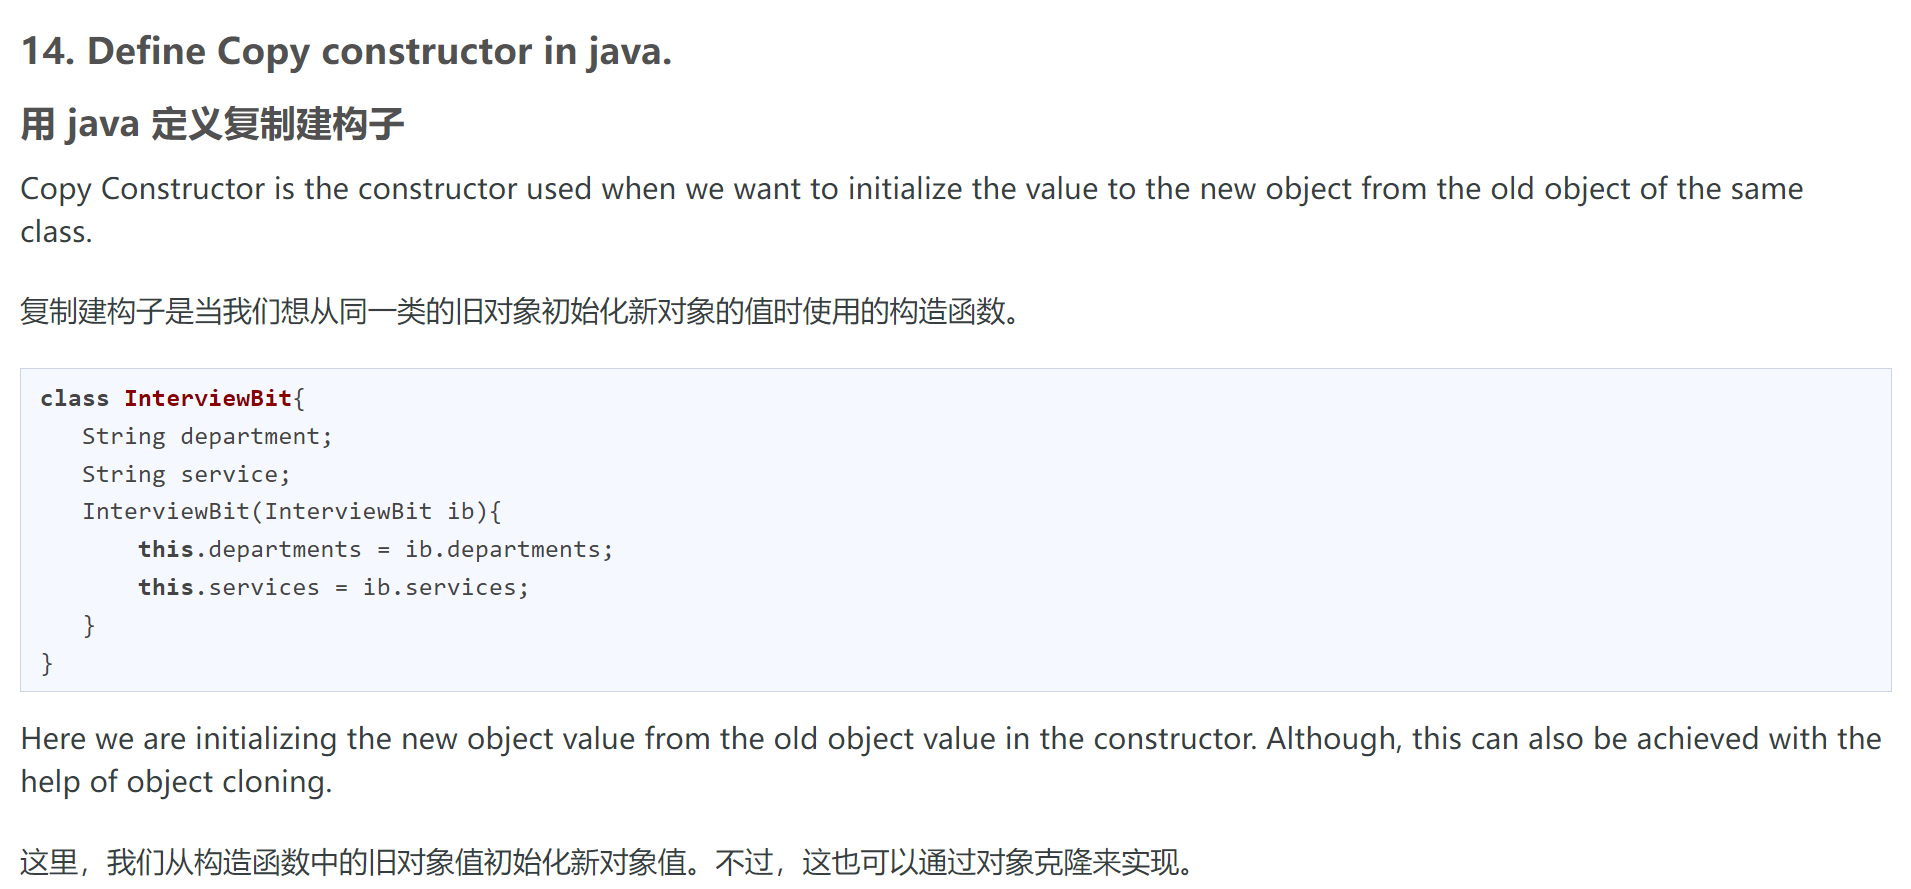 14. Define Copy constructor in java.
用 java 定义复制建构子
Copy Constructor is the constructor used when we want to initialize the value to the new object from the old object of the same
class.
复制建构子是当我们想从同一类的旧对象初始化新对象的值时使用的构造函数。
class InterviewBit{
   String department;
   String service;
   InterviewBit(InterviewBit ib){
       this.departments = ib.departments;
       this.services = ib.services;
   }
}
Here we are initializing the new object value from the old object value in the constructor. Although, this can also be achieved with the
help of object cloning.
这里，我们从构造函数中的旧对象值初始化新对象值。不过，这也可以通过对象克隆来实现。